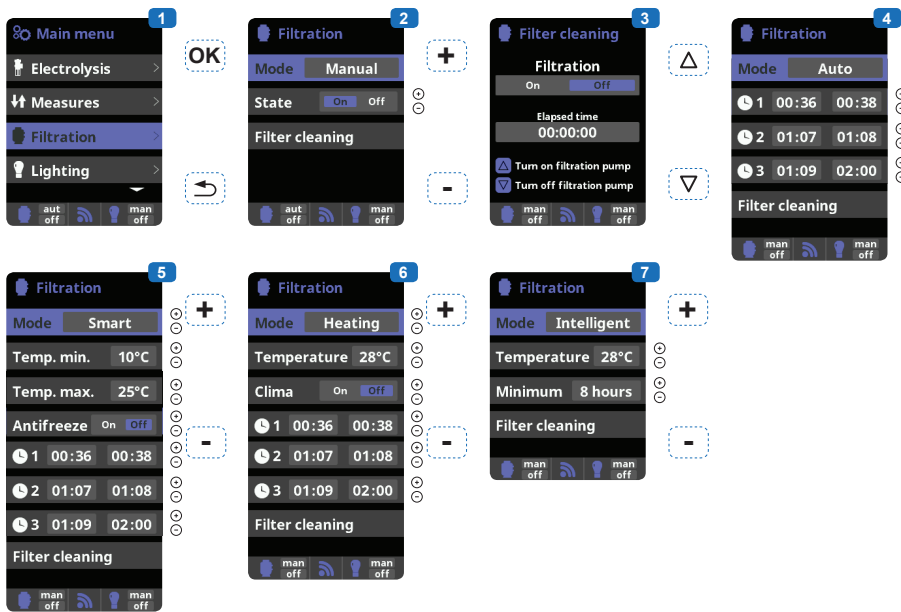 1
Main menu
Electrolysis
Measures
Filtration
Lighting
aut off
man off
OK
2
Filtration
Mode Manual
State On Off
Filter cleaning
aut off
man off
+
-
3
Filter cleaning
Filtration
On Off
Elapsed time
00:00:00
Turn on filtration pump
Turn off filtration pump
man off
man off
4
Filtration
Mode Auto
1 00:36 00:38
2 01:07 01:08
3 01:09 02:00
Filter cleaning
man off
man off
5
Filtration
Mode Smart
Temp. min. 10°C
Temp. max. 25°C
Antifreeze On Off
1 00:36 00:38
2 01:07 01:08
3 01:09 02:00
Filter cleaning
man off
man off
+
-
6
Filtration
Mode Heating
Temperature 28°C
Clima On Off
1 00:36 00:38
2 01:07 01:08
3 01:09 02:00
Filter cleaning
man off
man off
+
-
7
Filtration
Mode Intelligent
Temperature 28°C
Minimum 8 hours
Filter cleaning
man off
man off
+
-